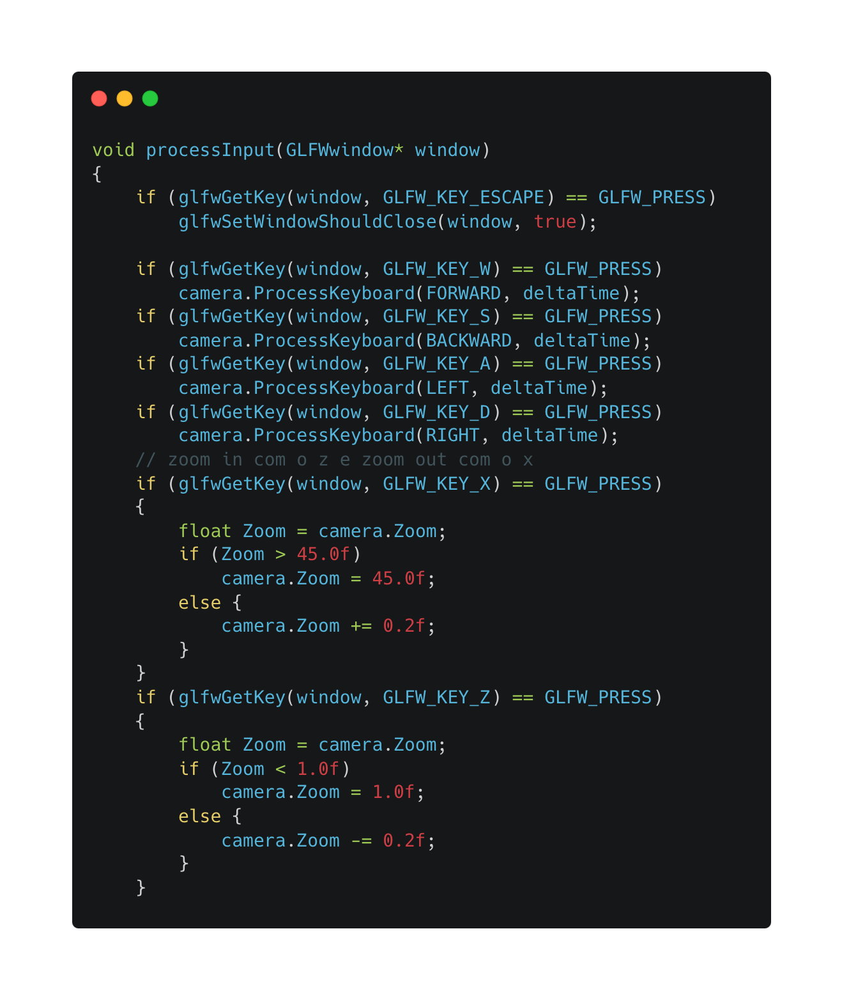 void processInput(GLFWwindow* window)
{
    if (glfwGetKey(window, GLFW_KEY_ESCAPE) == GLFW_PRESS)
        glfwSetWindowShouldClose(window, true);

    if (glfwGetKey(window, GLFW_KEY_W) == GLFW_PRESS)
        camera.ProcessKeyboard(FORWARD, deltaTime);
    if (glfwGetKey(window, GLFW_KEY_S) == GLFW_PRESS)
        camera.ProcessKeyboard(BACKWARD, deltaTime);
    if (glfwGetKey(window, GLFW_KEY_A) == GLFW_PRESS)
        camera.ProcessKeyboard(LEFT, deltaTime);
    if (glfwGetKey(window, GLFW_KEY_D) == GLFW_PRESS)
        camera.ProcessKeyboard(RIGHT, deltaTime);
    // zoom in com o z e zoom out com o x
    if (glfwGetKey(window, GLFW_KEY_X) == GLFW_PRESS)
    {
        float Zoom = camera.Zoom;
        if (Zoom > 45.0f)
            camera.Zoom = 45.0f;
        else {
            camera.Zoom += 0.2f;
        }
    }
    if (glfwGetKey(window, GLFW_KEY_Z) == GLFW_PRESS)
    {
        float Zoom = camera.Zoom;
        if (Zoom < 1.0f)
            camera.Zoom = 1.0f;
        else {
            camera.Zoom -= 0.2f;
        }
    }